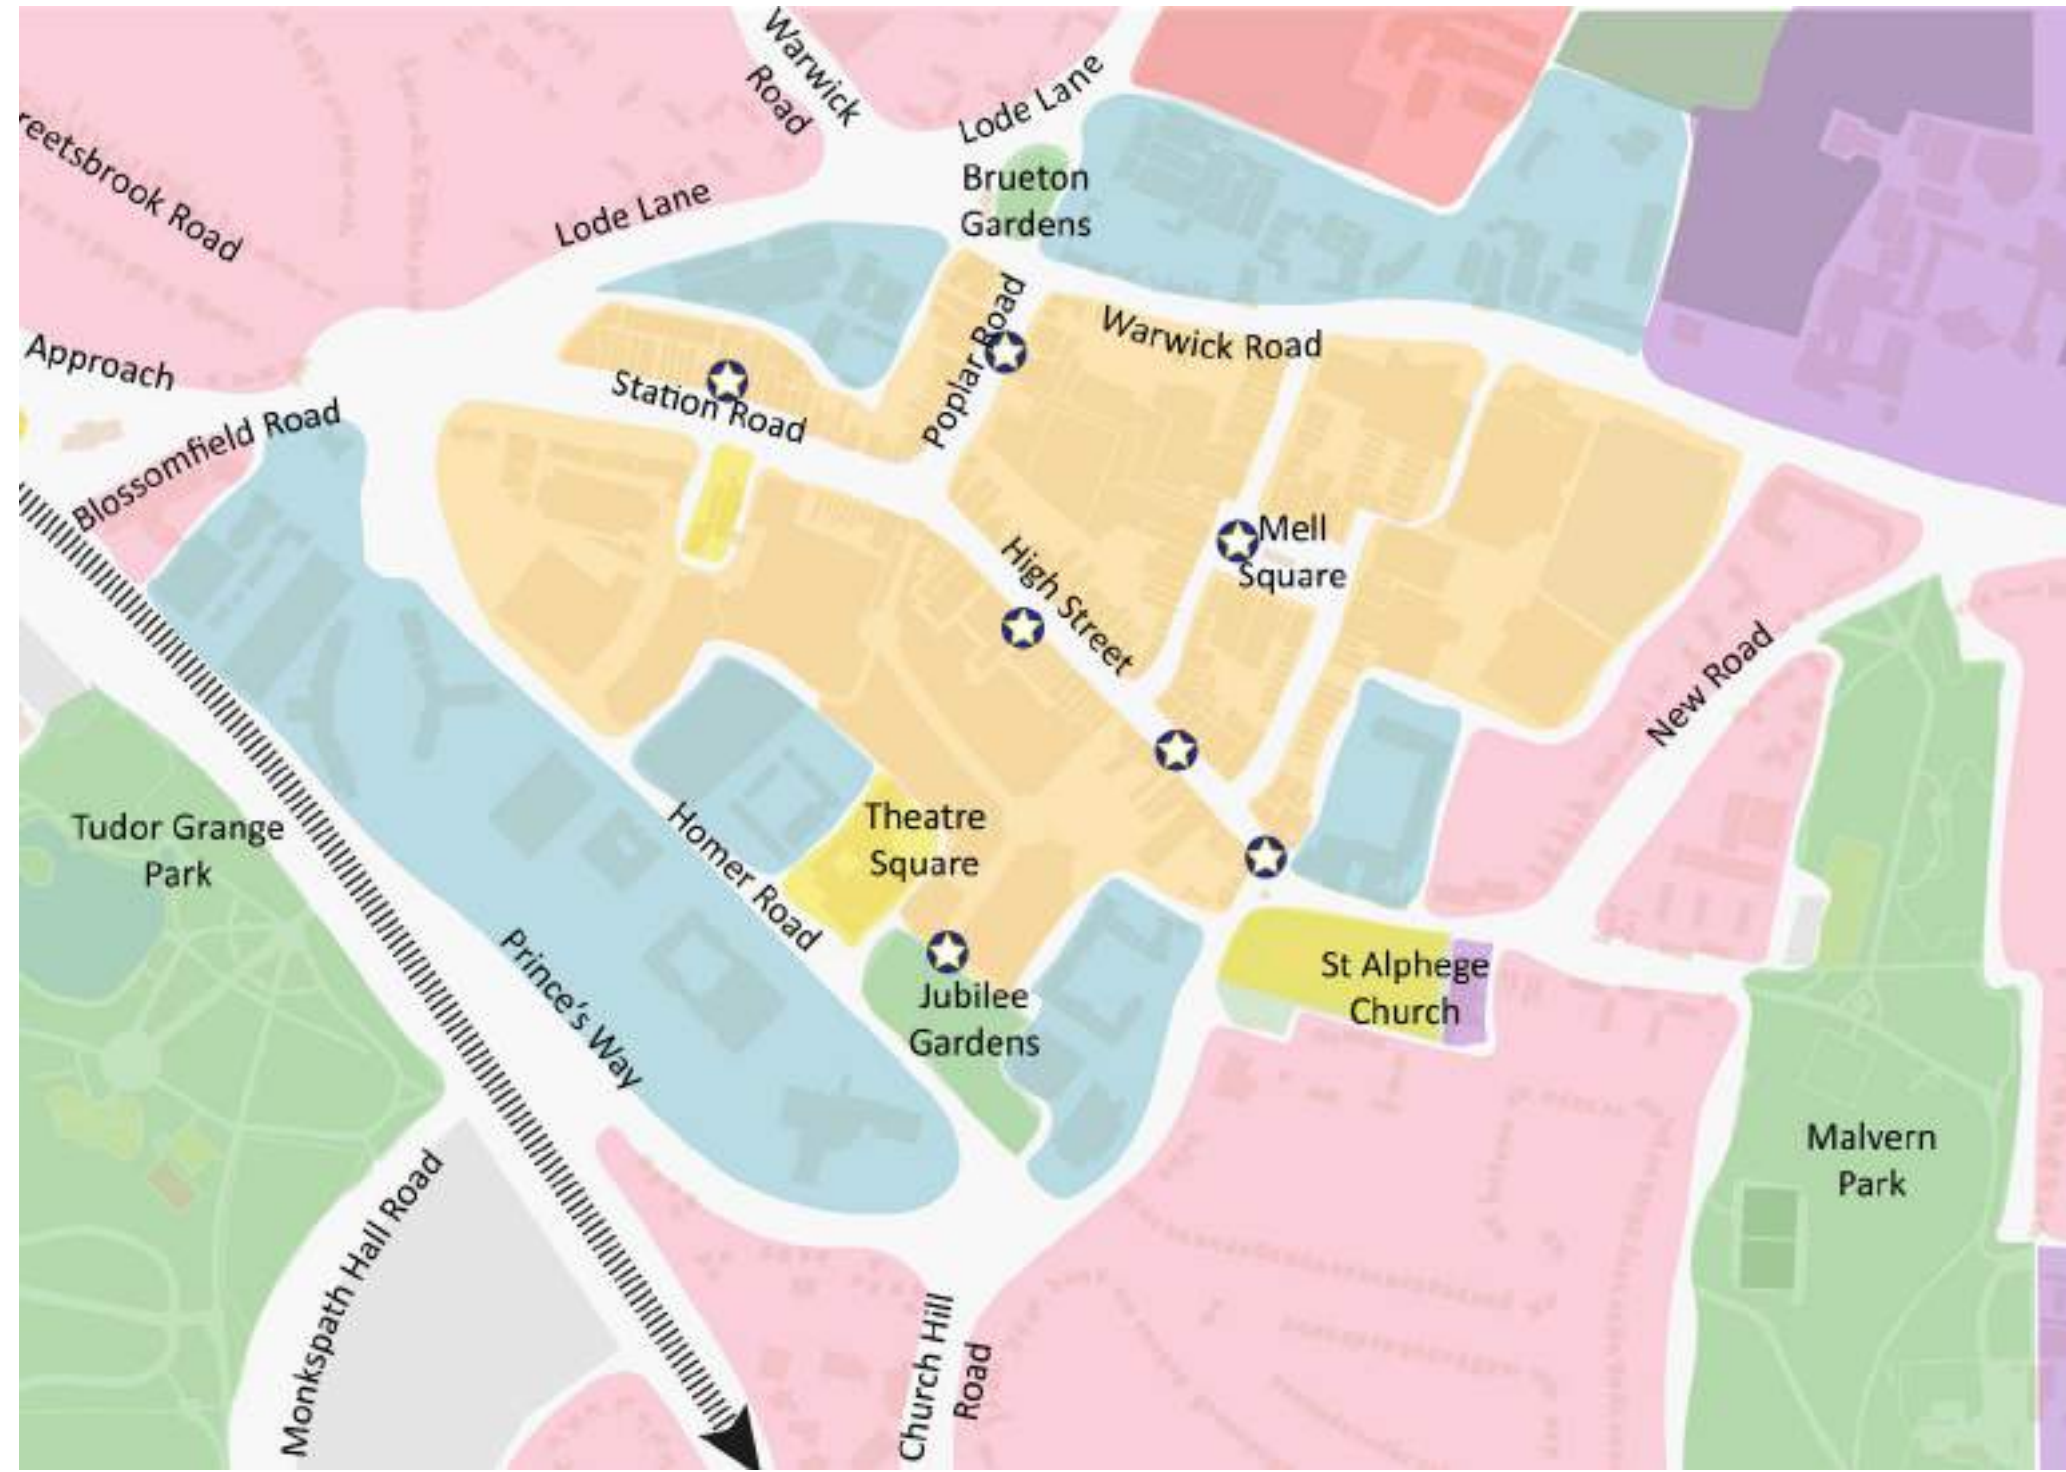 Warwick
Road
Lode Lane
reetsbrook Road
Lode Lane
Brueton
Gardens
Approach
Blossomfield Road
Station Road
Poplar Road
Warwick Road
Mell
Square
High Street
New Road
Tudor Grange
Park
Homer Road
Theatre
Square
Prince's Way
Jubilee
Gardens
St Alphege
Church
Malvern
Park
Monkspath Hall Road
Church Hill
Road